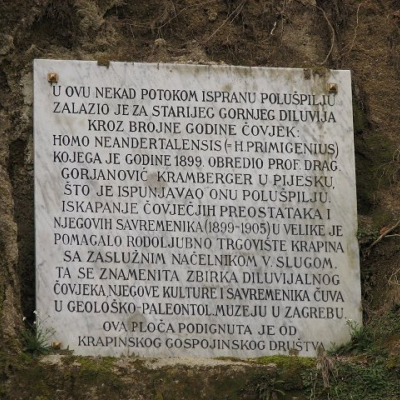 U OVU NEKAD POTOKOM ISPRANU POLUŠPILJU
ZALAZIO JE ZA STARIJEG GORNJEG DILUVIJA
KROZ BROJNE GODINE ČOVJEK:
HOMO NEANDERTALENSIS (=H. PRIMIGENIUS)
KOJEGA JE GODINE 1899. OBREDIO PROF. DRAG.
GORJANOVIČ KRAMBERGER U PIJESKU,
ŠTO JE ISPUNJAVAO ONU POLUŠPILJU.
ISKAPANJE ČOVJEČJIH PREOSTATAKA I
NJEGOVIH SAVREMENIKA (1899-1905) U VELIKE JE
POMAGALO RODOLJUBNO TRGOVIŠTE KRAPINA
SA ZASLUŽNIM NAČELNIKOM V. SLUGOM.
TA SE ZNAMENITA ZBIRKA DILUVIJALNOG
ČOVJEKA, NJEGOVE KULTURE I SAVREMENIKA ČUVA
U GEOLOŠKO-PALEONTOL. MUZEJU U ZAGREBU.
OVA PLOČA PODIGNUTA JE OD
KRAPINSKOG GOSPOJINSKOG DRUŠTVA